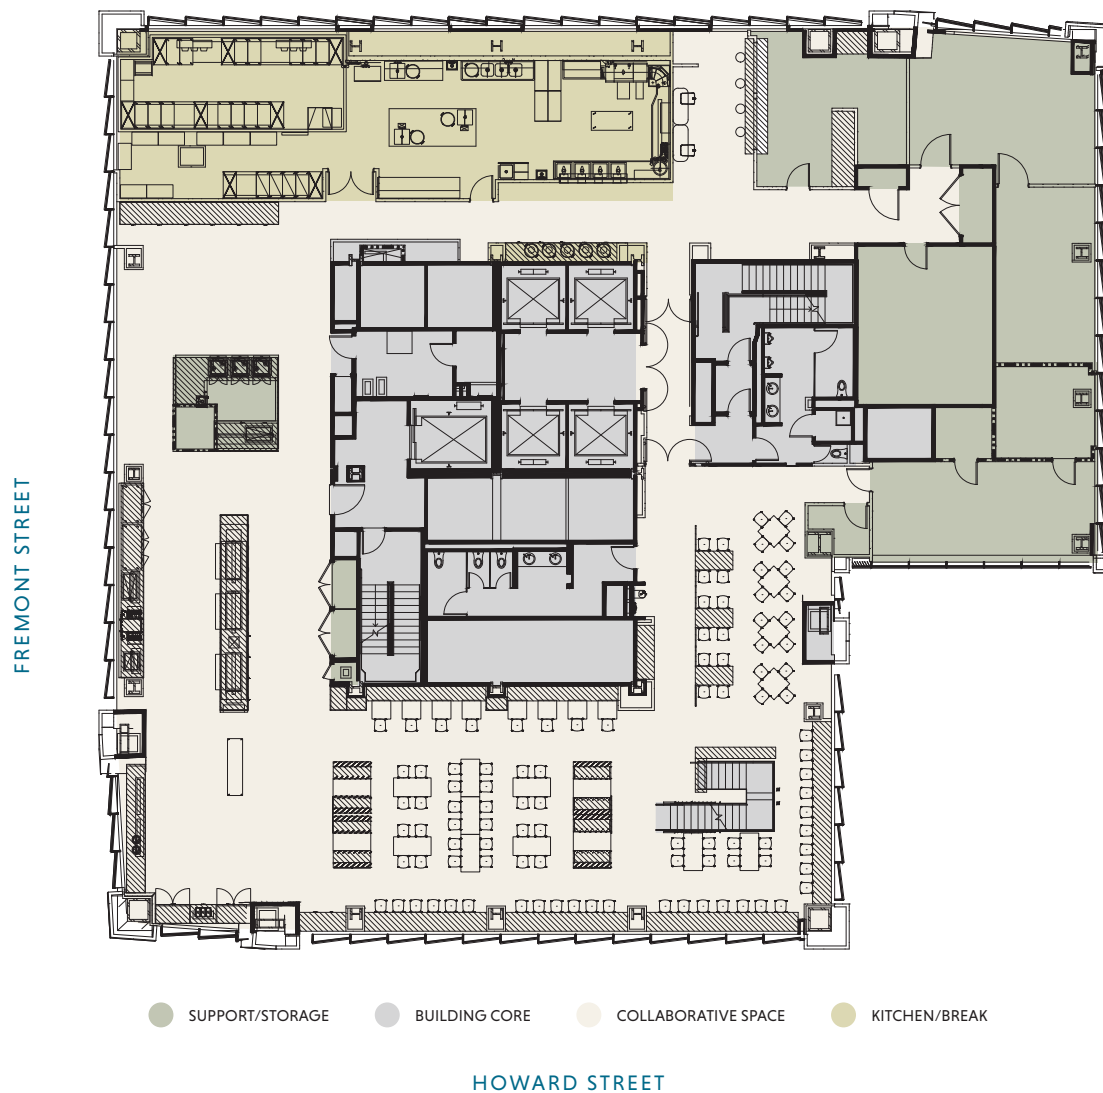 FREMONT STREET
SUPPORT/STORAGE
BUILDING CORE
COLLABORATIVE SPACE
KITCHEN/BREAK
HOWARD STREET